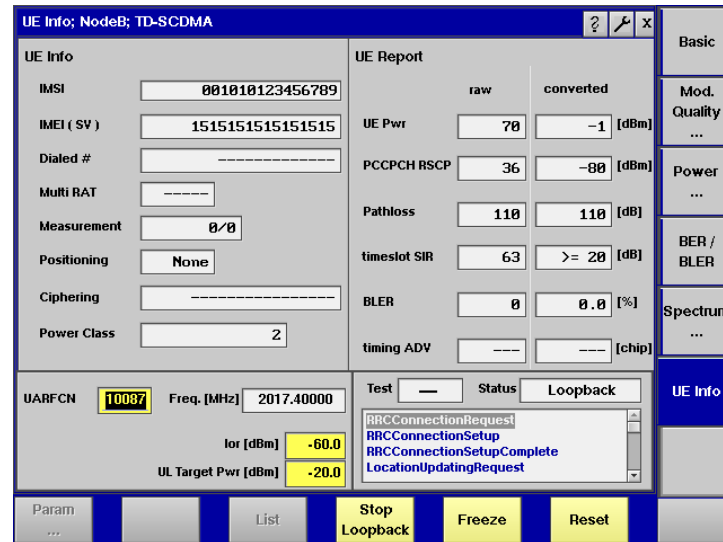 UE Info; NodeB; TD-SCDMA
? x
UE Info
IMSI 001010123456789
IMEI ( SV ) 1515151515151515
Dialed # -------------
Multi RAT -----
Measurement 0/0
Positioning None
Ciphering ----------------
Power Class 2
UE Report
raw converted
UE Pwr 70 -1 [dBm]
PCCPCH RSCP 36 -80 [dBm]
Pathloss 110 110 [dB]
timeslot SIR 63 >= 20 [dB]
BLER 0 0.0 [%]
timing ADV --- --- [chip]
UARFCN 10087 Freq. [MHz] 2017.40000
Ior [dBm] -60.0
UL Target Pwr [dBm] -20.0
Test — Status Loopback
RRCConnectionRequest
RRCConnectionSetup
RRCConnectionSetupComplete
LocationUpdatingRequest
Basic
Mod.
Quality
...
Power
...
BER /
BLER
Spectrum
...
UE Info
Param
...
List
Stop
Loopback
Freeze
Reset